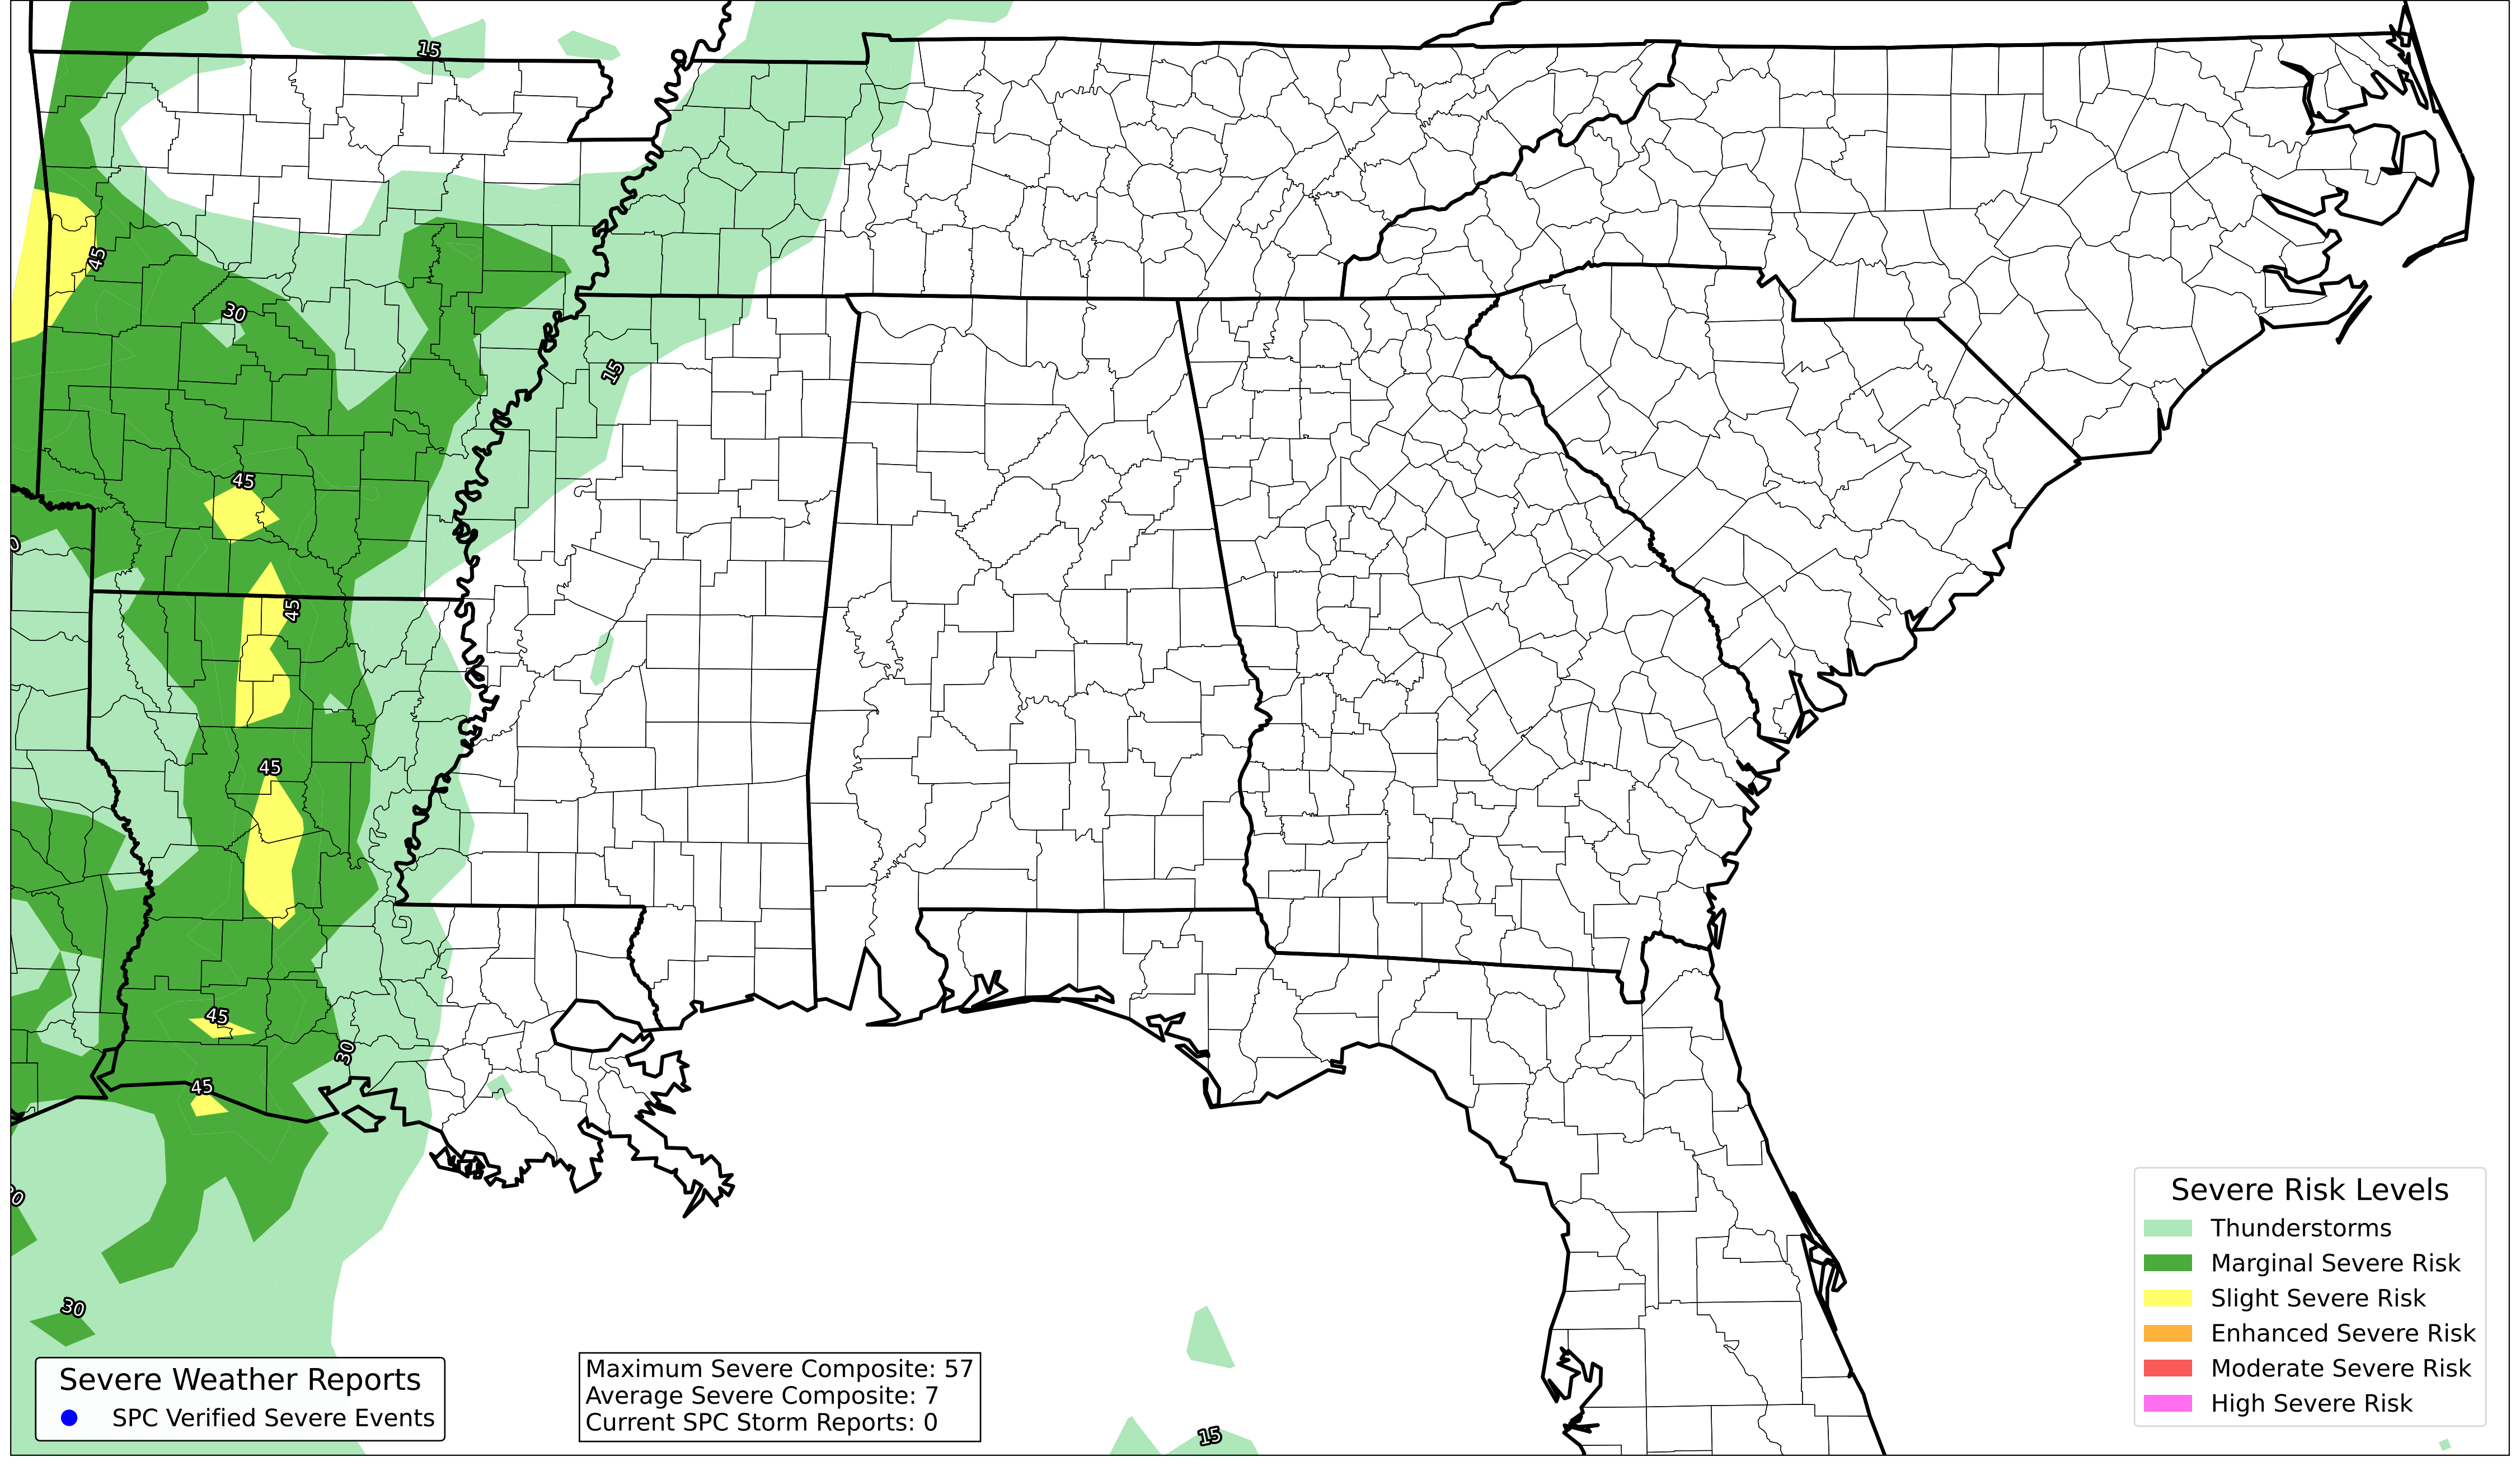 15
45
30
15
45
45
45
45
30
45
30
15
Severe Weather Reports
SPC Verified Severe Events
Maximum Severe Composite: 57
Average Severe Composite: 7
Current SPC Storm Reports: 0
Severe Risk Levels
Thunderstorms
Marginal Severe Risk
Slight Severe Risk
Enhanced Severe Risk
Moderate Severe Risk
High Severe Risk